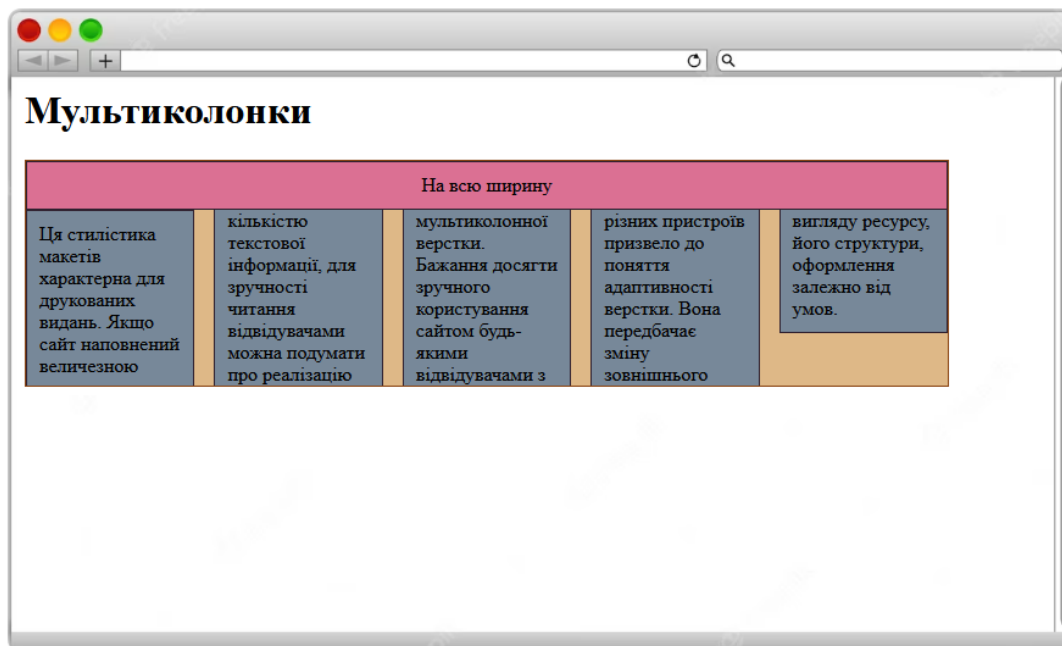 Мультиколонки
На всю ширину
Ця стилістика
макетів
характерна для
друкованих
видань. Якщо
сайт наповнений
величезною
кількістю
текстової
інформації, для
зручності
читання
відвідувачами
можна подумати
про реалізацію
мультиколонної
верстки.
Бажання досягти
зручного
користування
сайтом будь-
якими
відвідувачами з
різних пристроїв
призвело до
поняття
адаптивності
верстки. Вона
передбачає
зміну
зовнішнього
вигляду ресурсу,
його структури,
оформлення
залежно від
умов.